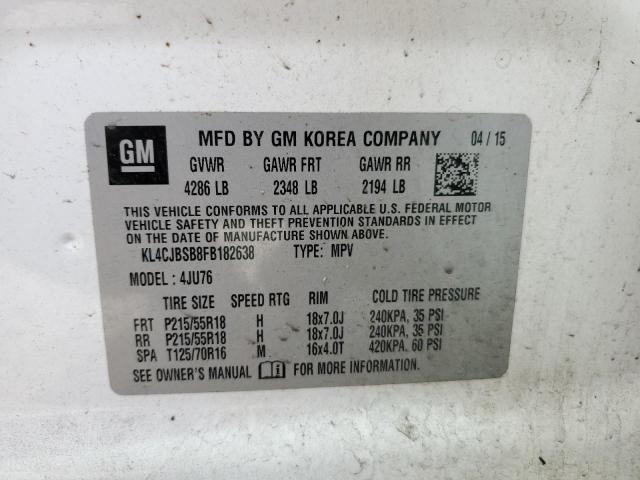 GM MFD BY GM KOREA COMPANY 04 / 15
GVWR GAWR FRT GAWR RR
4286 LB 2348 LB 2194 LB
THIS VEHICLE CONFORMS TO ALL APPLICABLE U.S. FEDERAL MOTOR
VEHICLE SAFETY AND THEFT PREVENTION STANDARDS IN EFFECT
ON THE DATE OF MANUFACTURE SHOWN ABOVE.
KL4CJBSB8FB182638 TYPE: MPV
MODEL : 4JU76
TIRE SIZE SPEED RTG RIM COLD TIRE PRESSURE
FRT P215/55R18 H 18x7.0J 240KPA, 35 PSI
RR P215/55R18 H 18x7.0J 240KPA, 35 PSI
SPA T125/70R16 M 16x4.0T 420KPA, 60 PSI
SEE OWNER'S MANUAL FOR MORE INFORMATION.